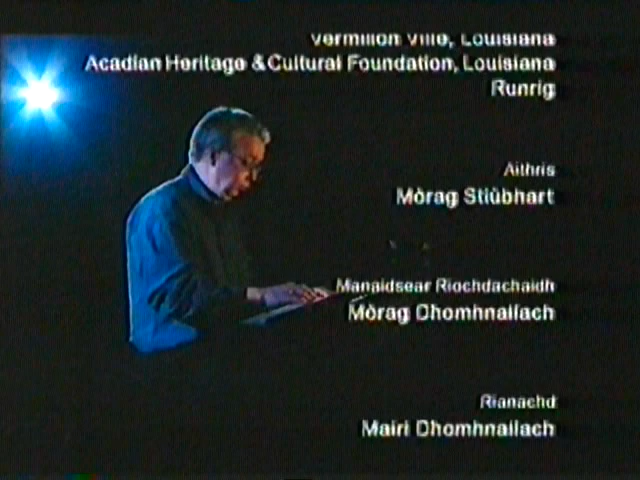 Vermilion Ville, Louisiana
Acadian Heritage & Cultural Foundation, Louisiana
Runrig
Aithris
Mòrag Stiùbhart
Manaidsear Riochdachaidh
Mòrag Dhomhnallach
Rianachd
Mairi Dhomhnallach